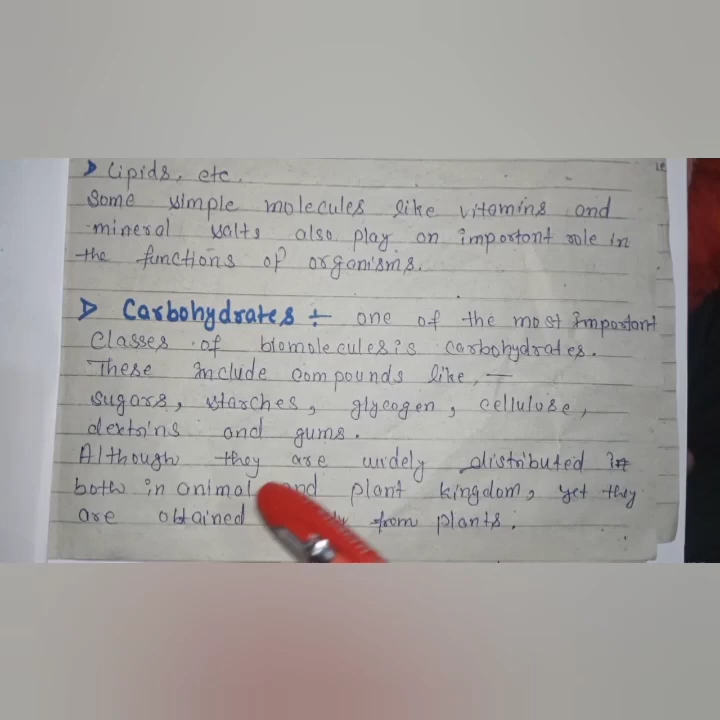 ➤ Lipids, etc.
Some simple molecules like vitamins and
mineral salts also play an important role in
the functions of organisms.
➤ Carbohydrates ÷ one of the most important
Classes of biomolecules is carbohydrates.
These include compounds like, —
sugars, starches, glycogen, cellulose,
dextrins and gums.
Although they are widely distributed in
both in animal and plant kingdom, yet they
are obtained from plants.